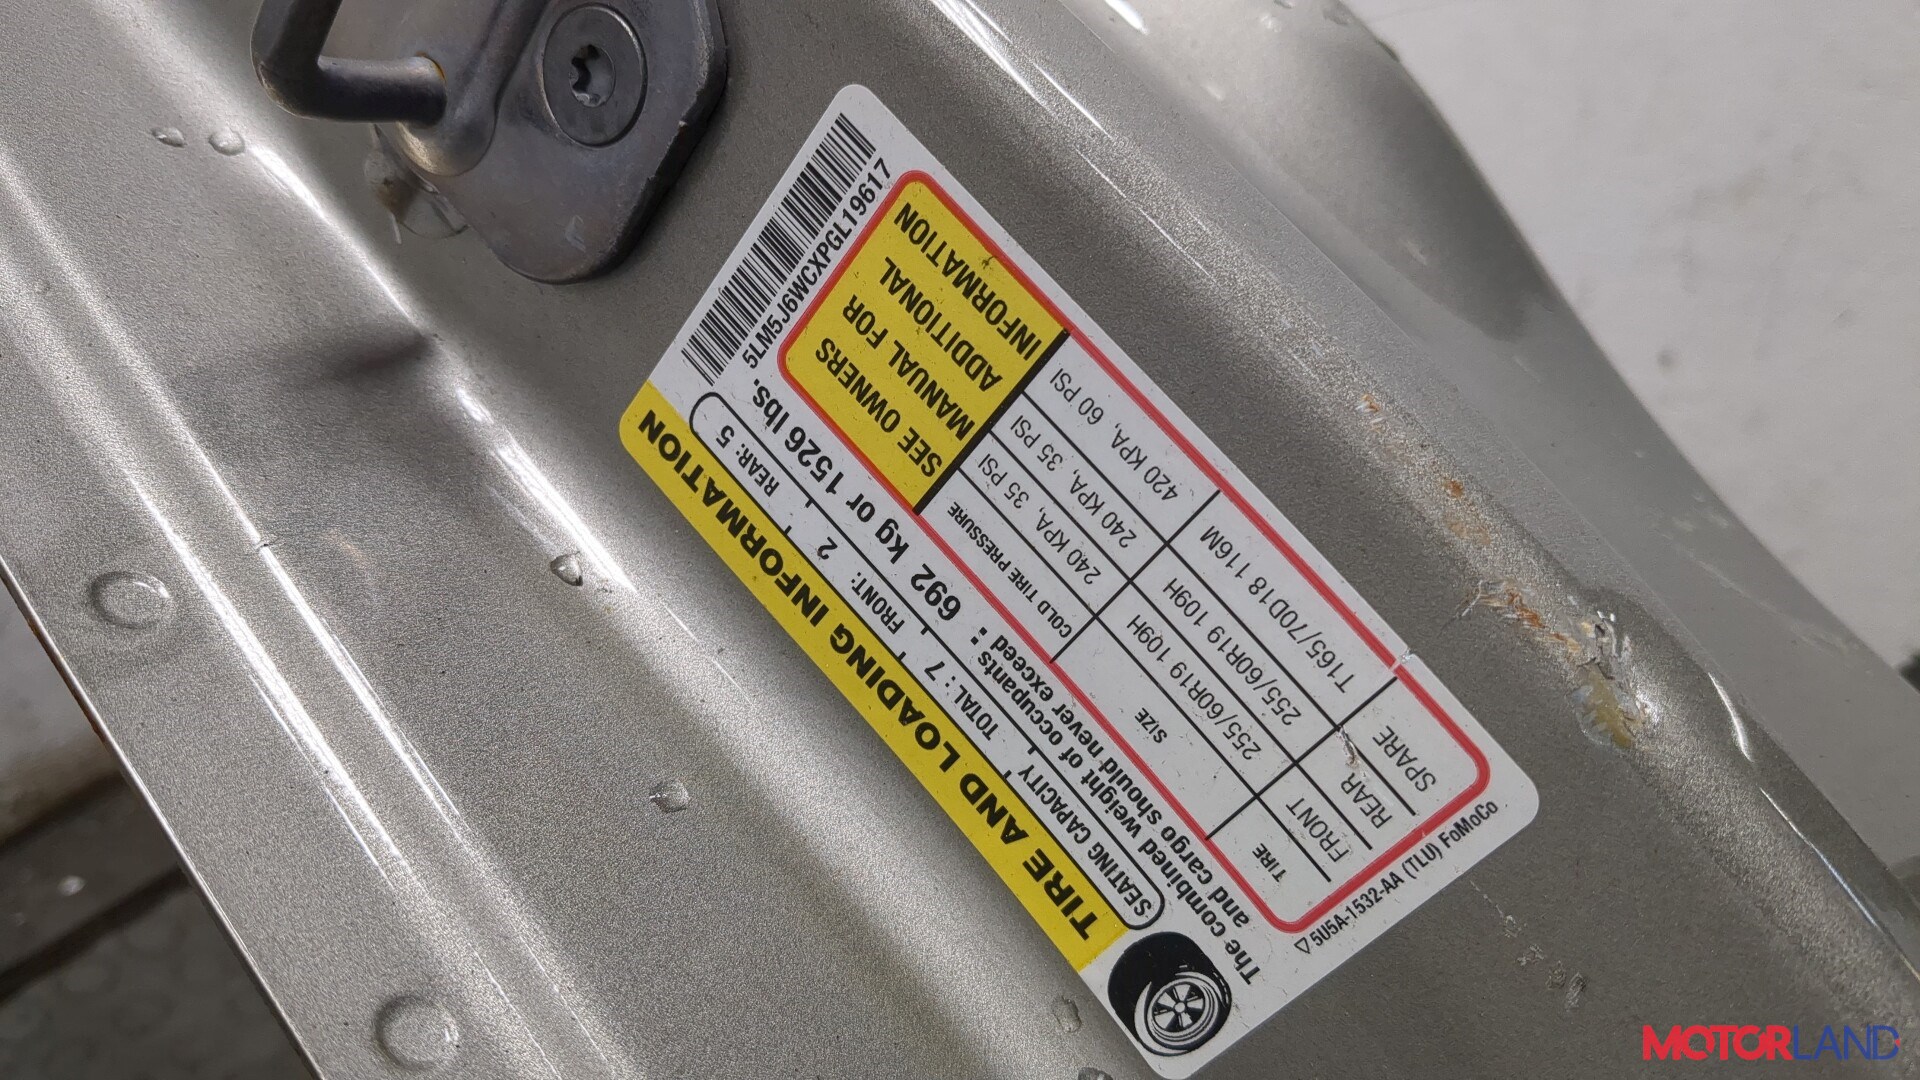 TIRE AND LOADING INFORMATION
SEATING CAPACITY TOTAL: 7 FRONT: 2 REAR: 5
The combined weight of occupants and cargo should never exceed : 692 kg or 1526 lbs.
TIRE SIZE COLD TIRE PRESSURE
FRONT 255/60R19 109H 240 KPA, 35 PSI
REAR 255/60R19 109H 240 KPA, 35 PSI
SPARE T165/70D18 116M 420 KPA, 60 PSI
SEE OWNERS
MANUAL FOR
ADDITIONAL
INFORMATION
5U5A-1532-AA (TLU) FoMoCo
5LM5J6WCXPGL19617
MOTORLAND